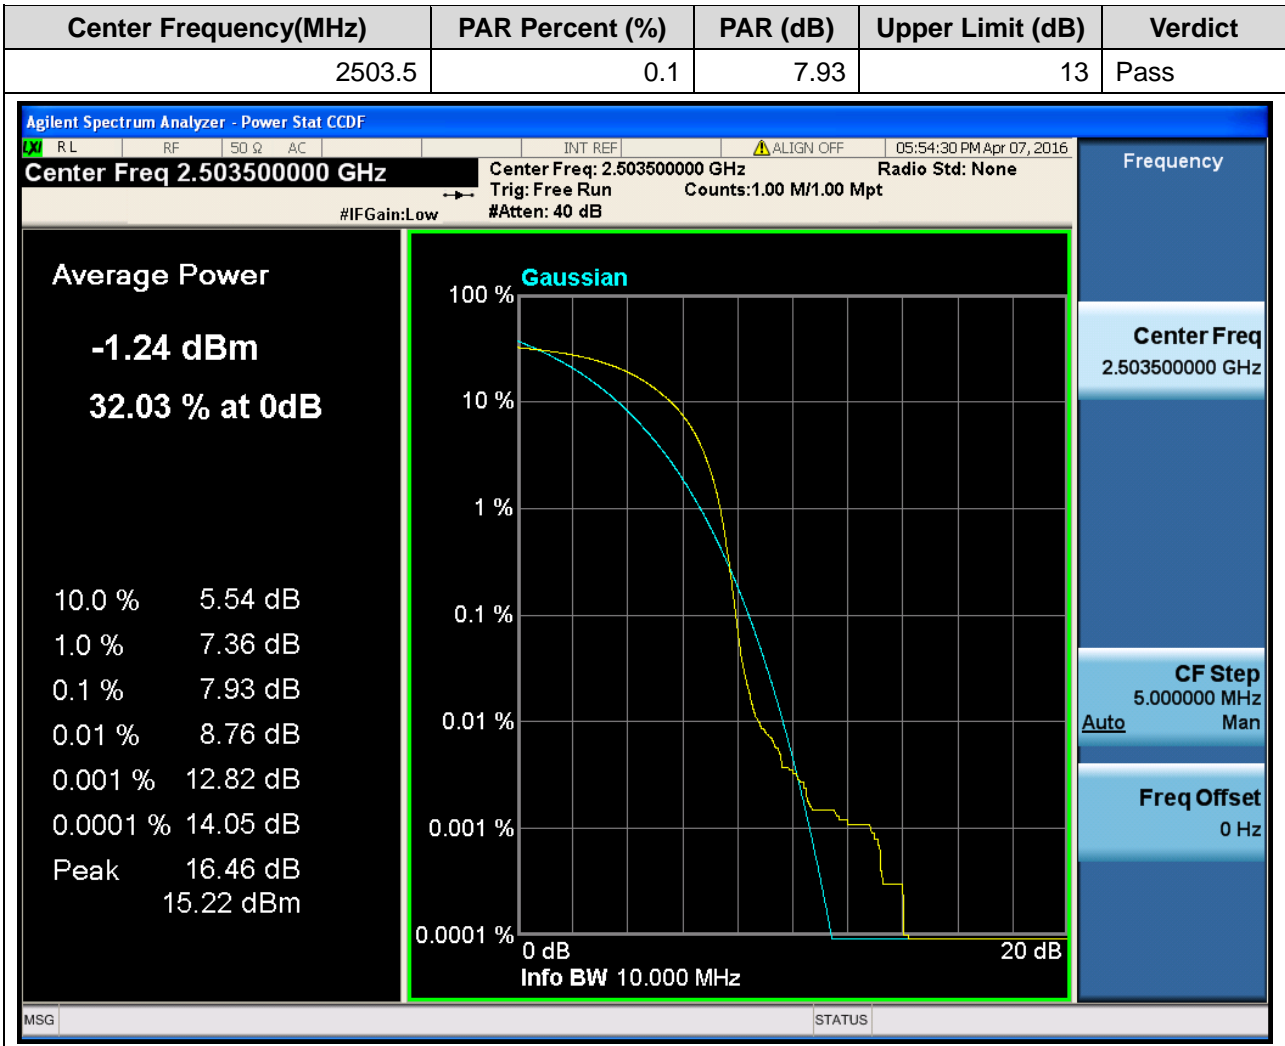 Center Frequency(MHz) PAR Percent (%) PAR (dB) Upper Limit (dB) Verdict
2503.5 0.1 7.93 13 Pass
Agilent Spectrum Analyzer - Power Stat CCDF
LXI RL RF 50 Ω AC INT REF ALIGN OFF 05:54:30 PM Apr 07, 2016
Center Freq 2.503500000 GHz
#IFGain:Low
Center Freq: 2.503500000 GHz Radio Std: None
Trig: Free Run Counts:1.00 M/1.00 Mpt
#Atten: 40 dB
Average Power
-1.24 dBm
32.03 % at 0dB
10.0 % 5.54 dB
1.0 % 7.36 dB
0.1 % 7.93 dB
0.01 % 8.76 dB
0.001 % 12.82 dB
0.0001 % 14.05 dB
Peak 16.46 dB
15.22 dBm
Gaussian
100 %
10 %
1 %
0.1 %
0.01 %
0.001 %
0.0001 %
0 dB 20 dB
Info BW 10.000 MHz
Frequency
Center Freq
2.503500000 GHz
CF Step
5.000000 MHz
Auto Man
Freq Offset
0 Hz
MSG STATUS